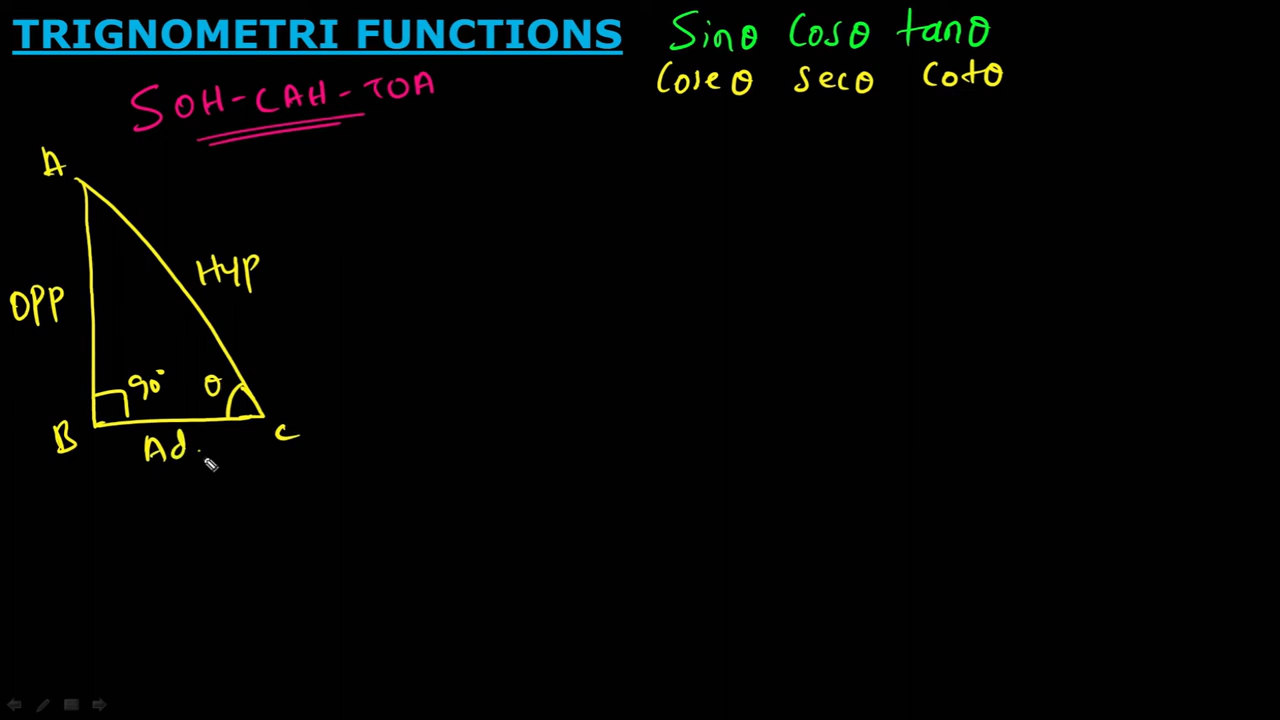 TRIGNOMETRI FUNCTIONS
Sinθ Cosθ tanθ
Coseθ secθ Cotθ
SOH-CAH-TOA
A
Hyp
OPP
90° θ
B C
Ad